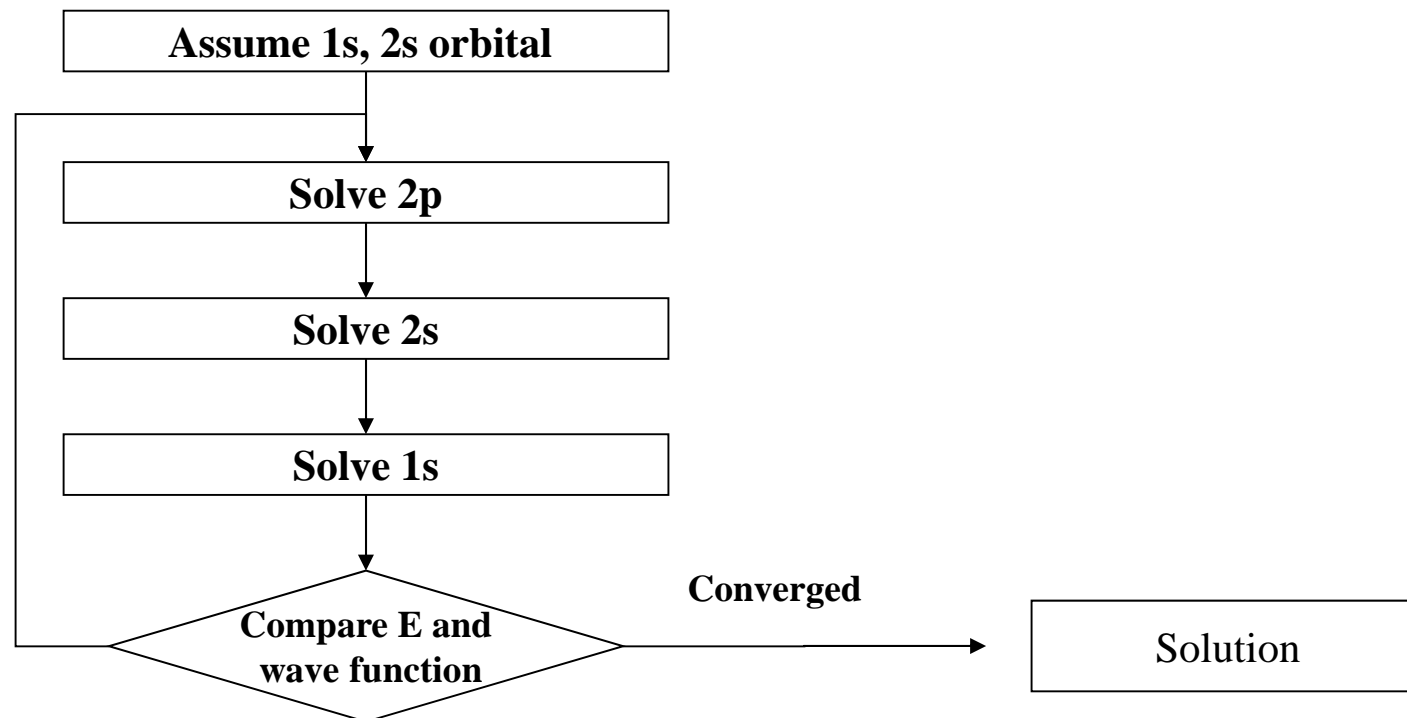 Assume 1s, 2s orbital
Solve 2p
Solve 2s
Solve 1s
Compare E and
wave function
Converged
Solution